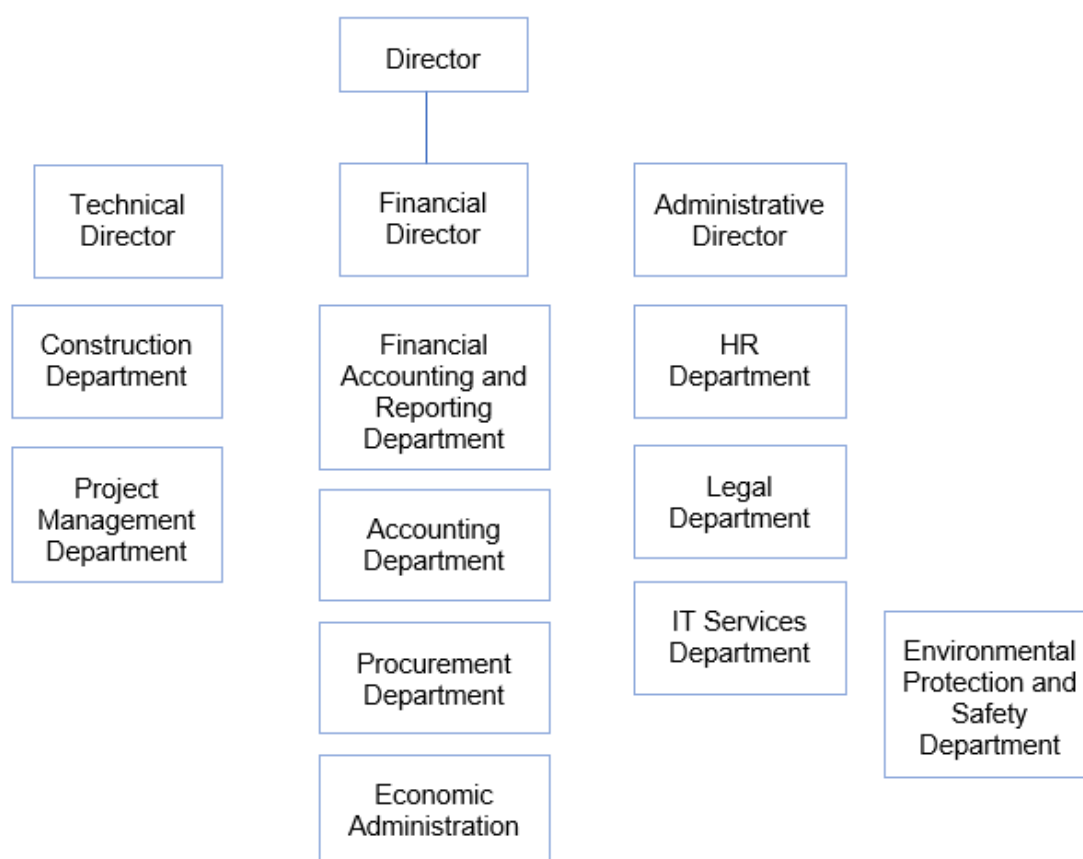 Director
Technical
Director
Financial
Director
Administrative
Director
Construction
Department
Financial
Accounting and
Reporting
Department
HR
Department
Project
Management
Department
Accounting
Department
Legal
Department
Procurement
Department
IT Services
Department
Environmental
Protection and
Safety
Department
Economic
Administration